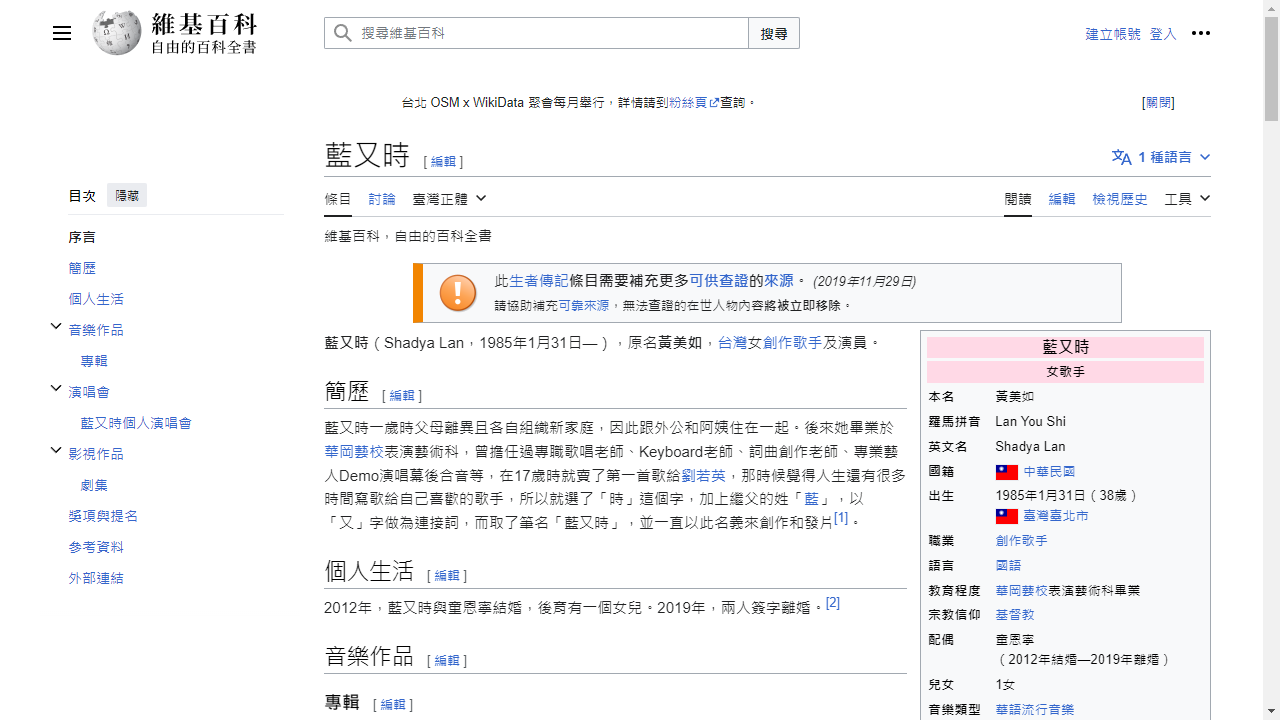 維基百科
自由的百科全書
搜尋維基百科
搜尋
建立帳號 登入
台北 OSM x WikiData 聚會每月舉行，詳情請到粉絲頁查詢。
[關閉]
目次 隱藏
序言
簡歷
個人生活
音樂作品
專輯
演唱會
藍又時個人演唱會
影視作品
劇集
獎項與提名
參考資料
外部連結
藍又時 [ 編輯 ]
1 種語言
條目 討論 臺灣正體
閱讀 編輯 檢視歷史 工具
維基百科，自由的百科全書
此生者傳記條目需要補充更多可供查證的來源。 (2019年11月29日)
請協助補充可靠來源，無法查證的在世人物內容將被立即移除。
藍又時（Shadya Lan，1985年1月31日—），原名黃美如，台灣女創作歌手及演員。
簡歷 [ 編輯 ]
藍又時一歲時父母離異且各自組織新家庭，因此跟外公和阿姨住在一起。後來她畢業於
華岡藝校表演藝術科，曾擔任過專職歌唱老師、Keyboard老師、詞曲創作老師、專業藝
人Demo演唱幕後合音等，在17歲時就賣了第一首歌給劉若英，那時候覺得人生還有很多
時間寫歌給自己喜歡的歌手，所以就選了「時」這個字，加上繼父的姓「藍」，以
「又」字做為連接詞，而取了筆名「藍又時」，並一直以此名義來創作和發片[1]。
個人生活 [ 編輯 ]
2012年，藍又時與童恩寧結婚，後育有一個女兒。2019年，兩人簽字離婚。[2]
音樂作品 [ 編輯 ]
專輯 [ 編輯 ]
藍又時
女歌手
本名 黃美如
羅馬拼音 Lan You Shi
英文名 Shadya Lan
國籍 中華民國
出生 1985年1月31日（38歲）
臺灣臺北市
職業 創作歌手
語言 國語
教育程度 華岡藝校表演藝術科畢業
宗教信仰 基督教
配偶 童恩寧
（2012年結婚—2019年離婚）
兒女 1女
音樂類型 華語流行音樂